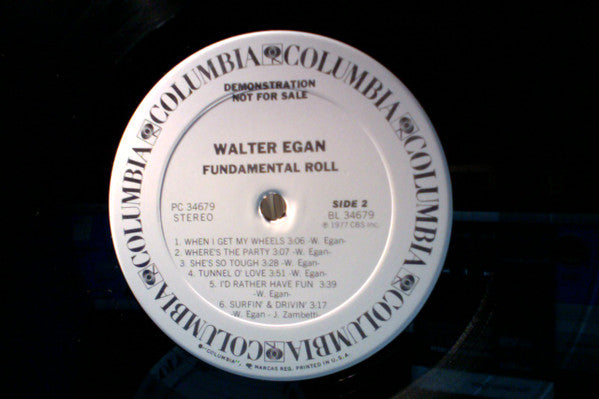 COLUMBIA COLUMBIA COLUMBIA COLUMBIA COLUMBIA COLUMBIA
DEMONSTRATION
NOT FOR SALE
WALTER EGAN
FUNDAMENTAL ROLL
PC 34679
STEREO
SIDE 2
BL 34679
℗ 1977 CBS Inc.
1. WHEN I GET MY WHEELS 3:06 -W. Egan-
2. WHERE'S THE PARTY 3:07 -W. Egan-
3. SHE'S SO TOUGH 3:28 -W. Egan-
4. TUNNEL O' LOVE 3:51 -W. Egan-
5. I'D RATHER HAVE FUN 3:39
-W. Egan-
6. SURFIN' & DRIVIN' 3:17
-W. Egan - J. Zambetti-
"COLUMBIA", MARCAS REG. PRINTED IN U.S.A.